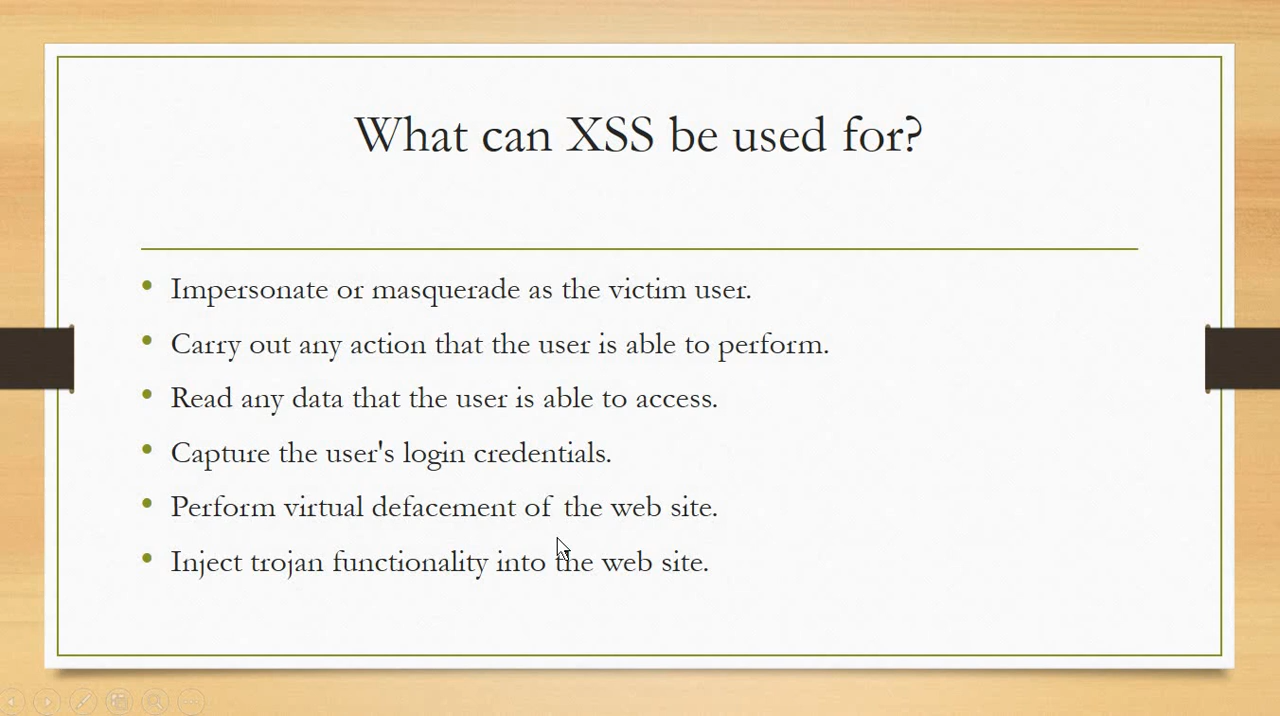 What can XSS be used for?
• Impersonate or masquerade as the victim user.
• Carry out any action that the user is able to perform.
• Read any data that the user is able to access.
• Capture the user's login credentials.
• Perform virtual defacement of the web site.
• Inject trojan functionality into the web site.